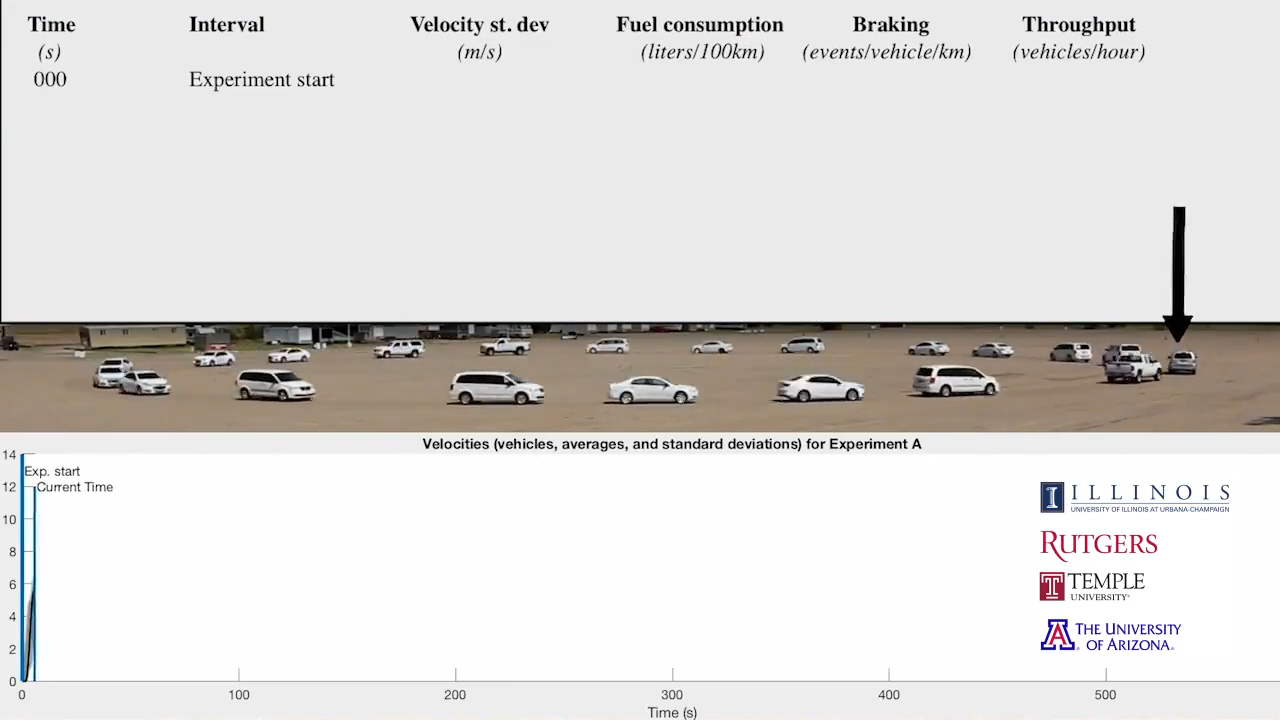 Time Interval Velocity st. dev Fuel consumption Braking Throughput
(s) (m/s) (liters/100km) (events/vehicle/km) (vehicles/hour)
000 Experiment start
Velocities (vehicles, averages, and standard deviations) for Experiment A
14
Exp. start
12
Current Time
10
8
6
4
2
0
0 100 200 300 400 500
Time (s)
I ILLINOIS
UNIVERSITY OF ILLINOIS AT URBANA-CHAMPAIGN
RUTGERS
T TEMPLE
UNIVERSITY®
A THE UNIVERSITY
OF ARIZONA®